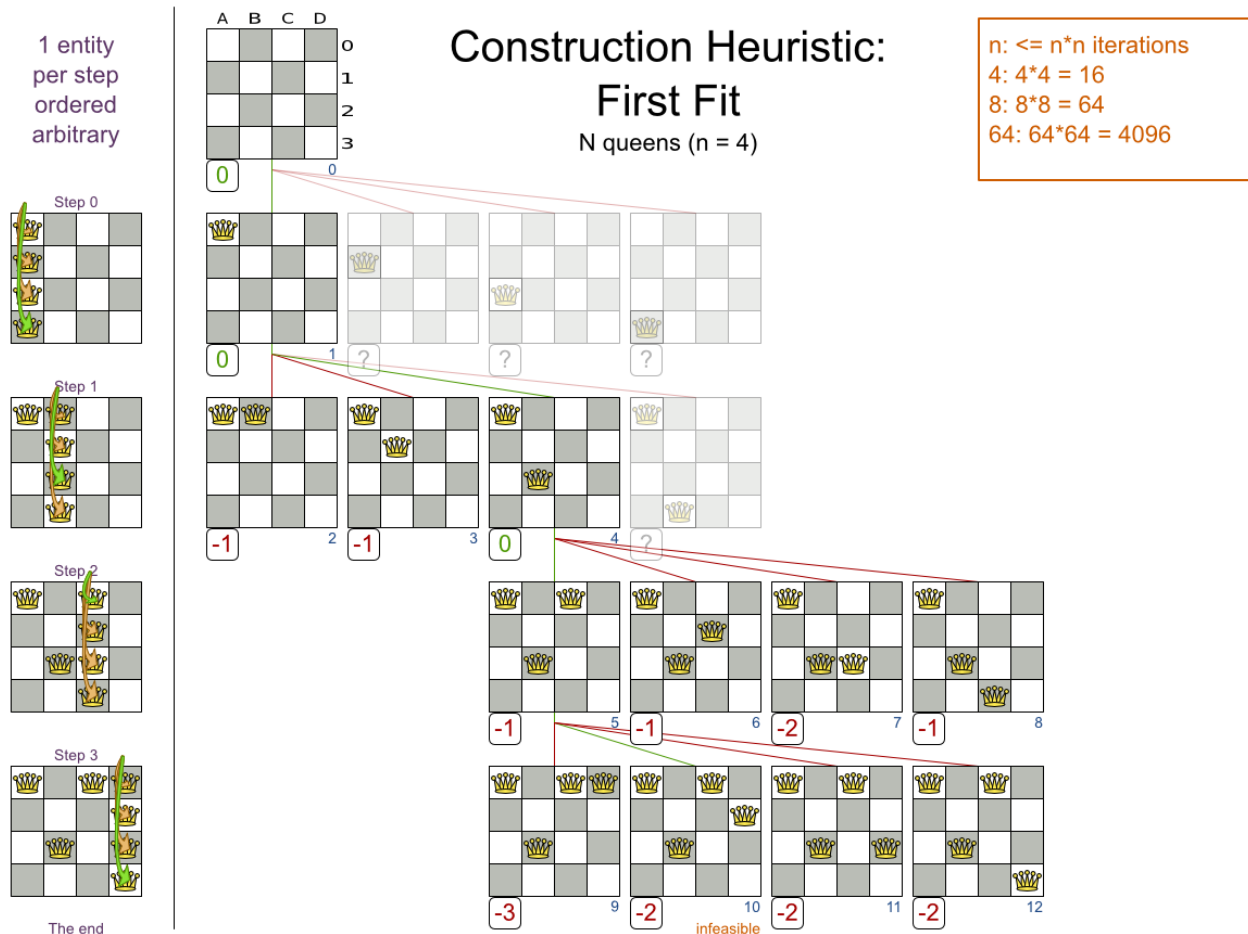 1 entity
per step
ordered
arbitrary
A B C D
0
1
2
3
Construction Heuristic:
First Fit
N queens (n = 4)
n: <= n*n iterations
4: 4*4 = 16
8: 8*8 = 64
64: 64*64 = 4096
0
0
Step 0
0
1
?
?
?
Step 1
-1
2
-1
3
0
4
?
Step 2
-1
5
-1
6
-2
7
-1
8
Step 3
-3
9
-2
10
-2
11
-2
12
infeasible
The end